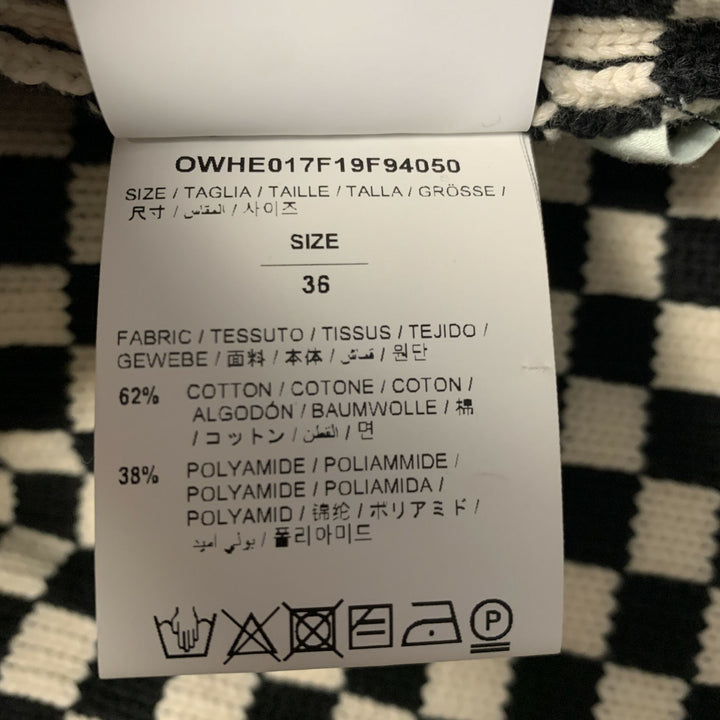 OWHE017F19F94050
SIZE / TAGLIA / TAILLE / TALLA / GRÖSSE /
尺寸 / المقاس / 사이즈
SIZE
36
FABRIC / TESSUTO / TISSUS / TEJIDO /
GEWEBE / 面料 / 本体 / قماش / 원단
62% COTTON / COTONE / COTON /
ALGODÓN / BAUMWOLLE / 棉
/ コットン / القطن / 면
38% POLYAMIDE / POLIAMMIDE /
POLYAMIDE / POLIAMIDA /
POLYAMID / 锦纶 / ポリアミド /
بولي اميد / 폴리아미드
P